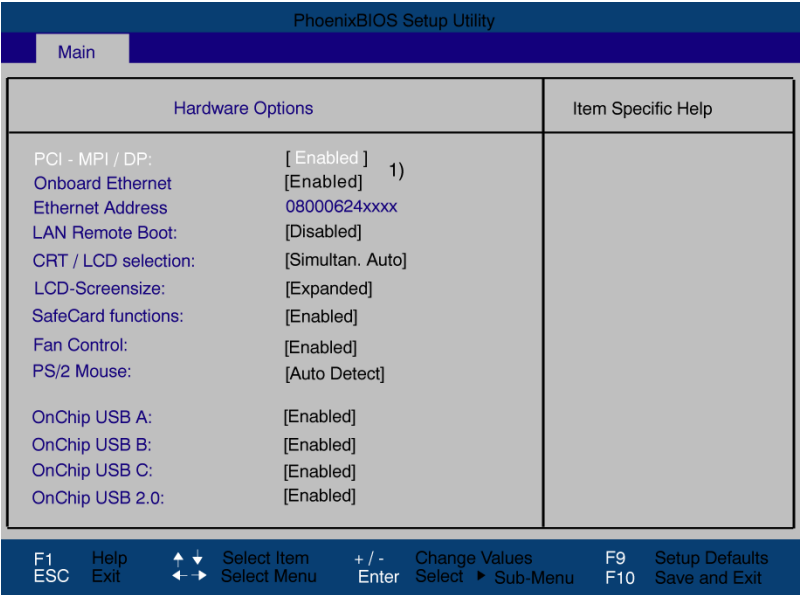 PhoenixBIOS Setup Utility
Main
Hardware Options
Item Specific Help
PCI - MPI / DP: [ Enabled ] 1)
Onboard Ethernet [Enabled]
Ethernet Address 08000624xxxx
LAN Remote Boot: [Disabled]
CRT / LCD selection: [Simultan. Auto]
LCD-Screensize: [Expanded]
SafeCard functions: [Enabled]
Fan Control: [Enabled]
PS/2 Mouse: [Auto Detect]
OnChip USB A: [Enabled]
OnChip USB B: [Enabled]
OnChip USB C: [Enabled]
OnChip USB 2.0: [Enabled]
F1 Help Select Item + / - Change Values F9 Setup Defaults
ESC Exit Select Menu Enter Select Sub-Menu F10 Save and Exit